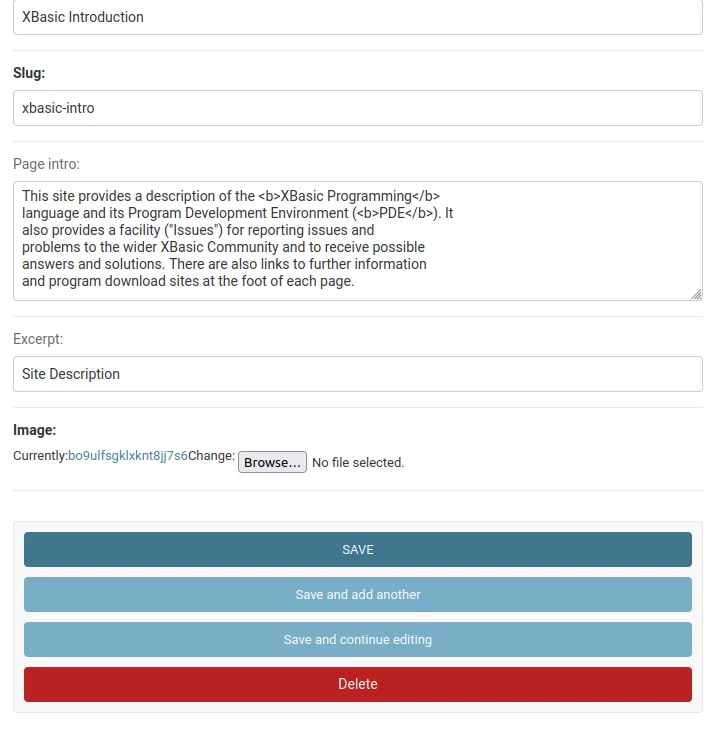 XBasic Introduction
Slug:
xbasic-intro
Page intro:
This site provides a description of the <b>XBasic Programming</b>
language and its Program Development Environment (<b>PDE</b>). It
also provides a facility ("Issues") for reporting issues and
problems to the wider XBasic Community and to receive possible
answers and solutions. There are also links to further information
and program download sites at the foot of each page.
Excerpt:
Site Description
Image:
Currently:bo9ulfsgklxknt8jj7s6Change: Browse... No file selected.
SAVE
Save and add another
Save and continue editing
Delete